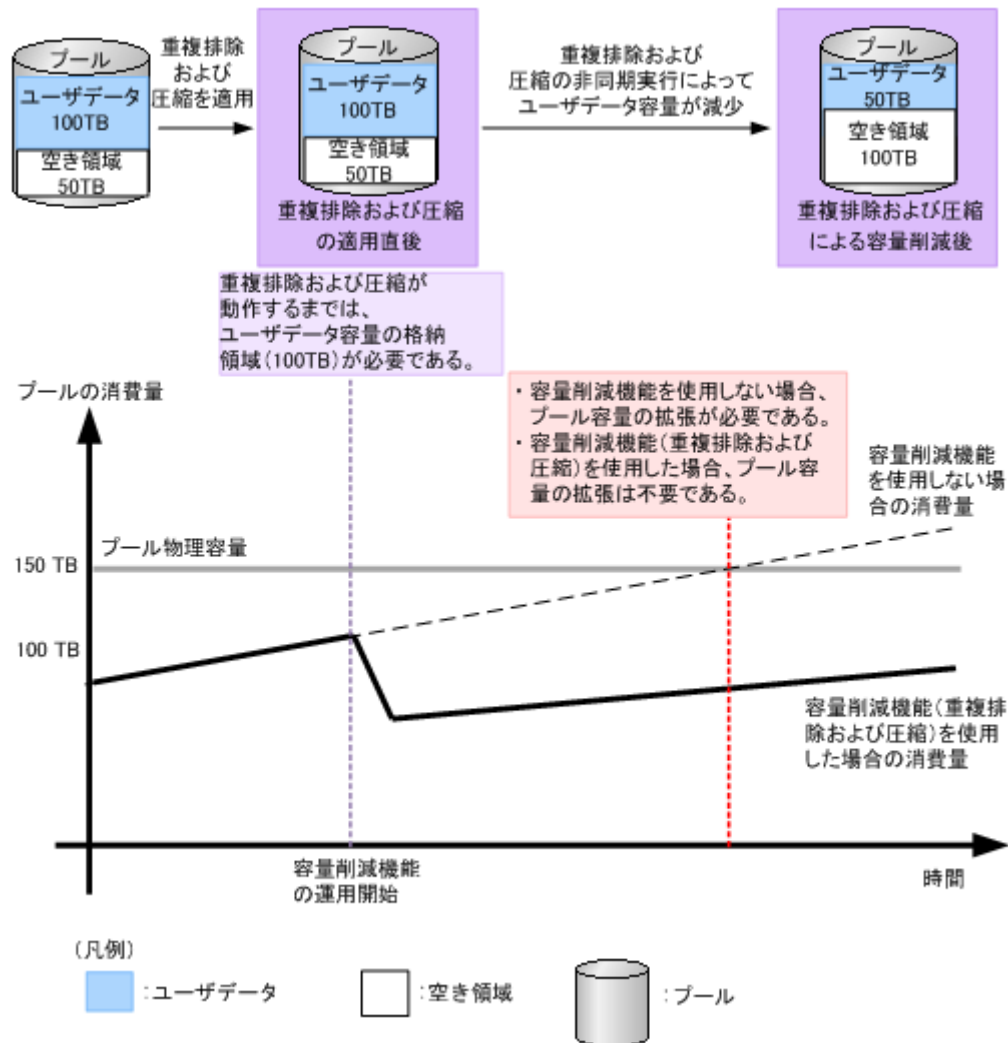 プール
ユーザデータ
100TB
空き領域
50TB
重複排除
および
圧縮を適用
プール
ユーザデータ
100TB
空き領域
50TB
重複排除および圧縮
の適用直後
重複排除および
圧縮の非同期実行によって
ユーザデータ容量が減少
プール
ユーザデータ
50TB
空き領域
100TB
重複排除および圧縮
による容量削減後
重複排除および圧縮が
動作するまでは、
ユーザデータ容量の格納
領域(100TB)が必要である。
プールの消費量
・容量削減機能を使用しない場合、
プール容量の拡張が必要である。
・容量削減機能(重複排除および
圧縮)を使用した場合、プール容
量の拡張は不要である。
容量削減機能
を使用しない場
合の消費量
プール物理容量
150 TB
100 TB
容量削減機能(重複排
除および圧縮)を使用
した場合の消費量
容量削減機能
の運用開始
時間
(凡例)
:ユーザデータ
:空き領域
:プール